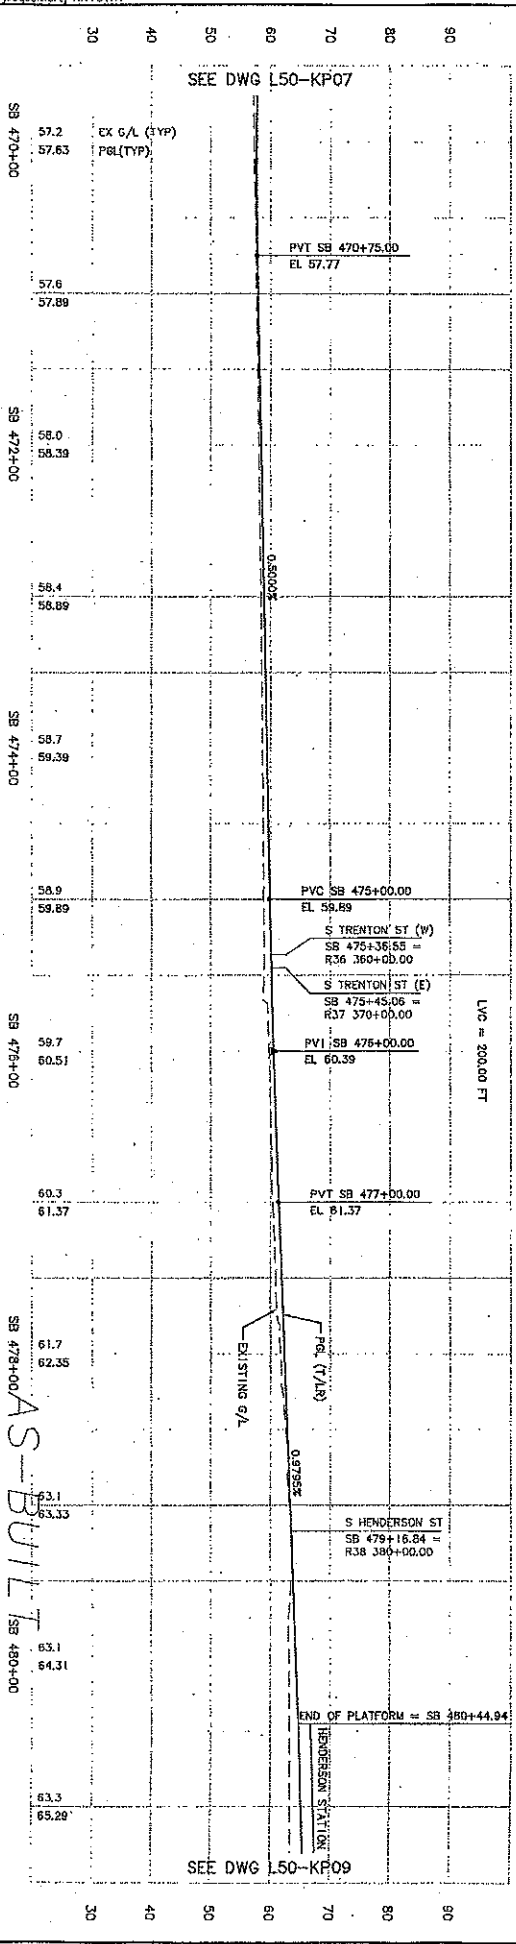 30 40 50 60 70 80 90
SEE DWG L50-KP07
SB 470+00
57.2 EX G/L (TYP)
57.63 PGL(TYP)
PVT SB 470+75.00
EL 57.77
57.6
57.89
SB 472+00
58.0
58.39
0.5000%
58.4
58.89
SB 474+00
58.7
59.39
58.9
59.89
PVC SB 475+00.00
EL 59.89
S TRENTON ST (W)
SB 475+36.55 =
R36 360+00.00
S TRENTON ST (E)
SB 475+45.06 =
R37 370+00.00
LVC = 200.00 FT
SB 476+00
59.7
60.51
PVI SB 476+00.00
EL 60.39
60.3
61.37
PVT SB 477+00.00
EL 61.37
SB 478+00
61.7
62.35
EXISTING G/L
PGL (T/LR)
0.9795%
AS-BUILT
63.1
63.33
S HENDERSON ST
SB 479+16.84 =
R38 380+00.00
SB 480+00
63.1
64.31
END OF PLATFORM = SB 480+44.94
HENDERSON STATION
63.3
65.29
SEE DWG L50-KP09
30 40 50 60 70 80 90